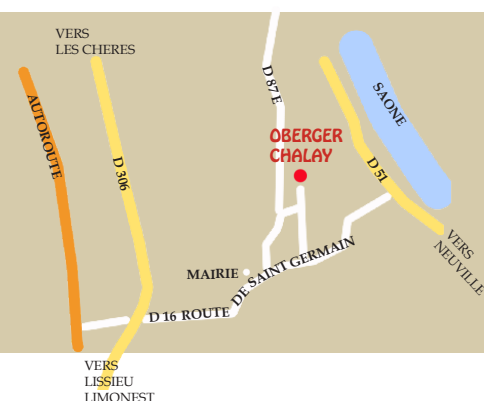 VERS
LES CHERES
AUTOROUTE
D 306
D 87 E
OBERGER
CHALAY
SAONE
D 51
VERS
NEUVILLE
MAIRIE
D 16 ROUTE DE SAINT GERMAIN
VERS
LISSIEU
LIMONEST